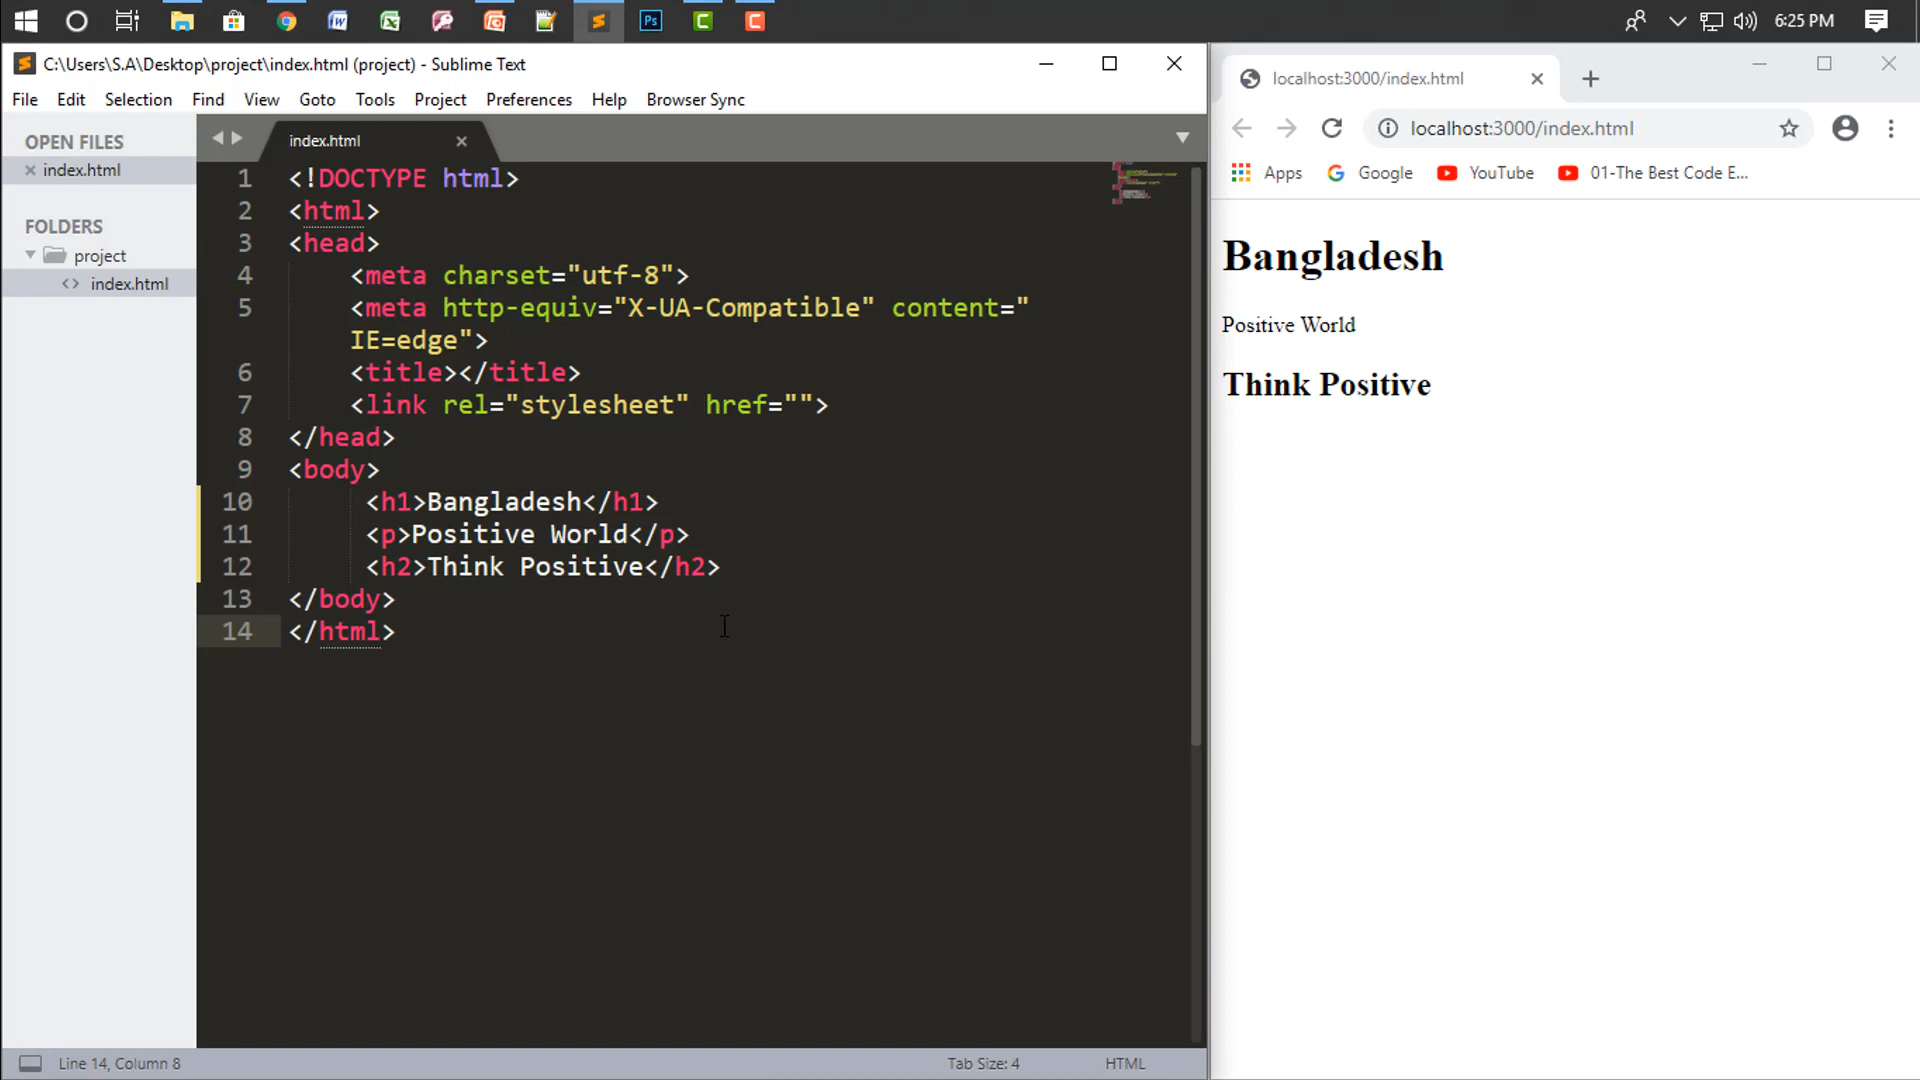 6:25 PM
C:\Users\S.A\Desktop\project\index.html (project) - Sublime Text
File Edit Selection Find View Goto Tools Project Preferences Help Browser Sync
OPEN FILES
index.html
FOLDERS
project
index.html
index.html
1 <!DOCTYPE html>
2 <html>
3 <head>
4 <meta charset="utf-8">
5 <meta http-equiv="X-UA-Compatible" content="
IE=edge">
6 <title></title>
7 <link rel="stylesheet" href="">
8 </head>
9 <body>
10 <h1>Bangladesh</h1>
11 <p>Positive World</p>
12 <h2>Think Positive</h2>
13 </body>
14 </html>
Line 14, Column 8
Tab Size: 4
HTML
localhost:3000/index.html
localhost:3000/index.html
Apps Google YouTube 01-The Best Code E...
Bangladesh
Positive World
Think Positive